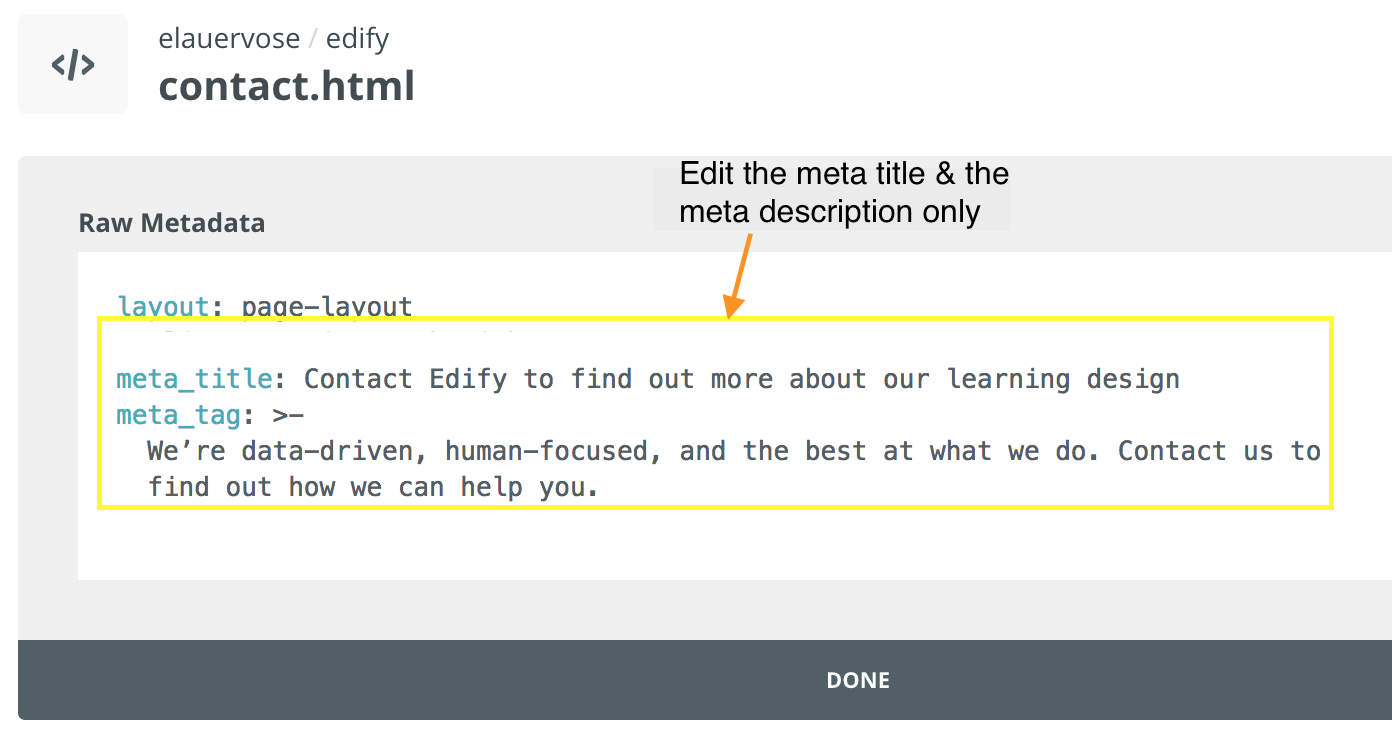 </>
elauervose / edify
contact.html
Edit the meta title & the
meta description only
Raw Metadata
layout: page-layout
meta_title: Contact Edify to find out more about our learning design
meta_tag: >-
We’re data-driven, human-focused, and the best at what we do. Contact us to
find out how we can help you.
DONE